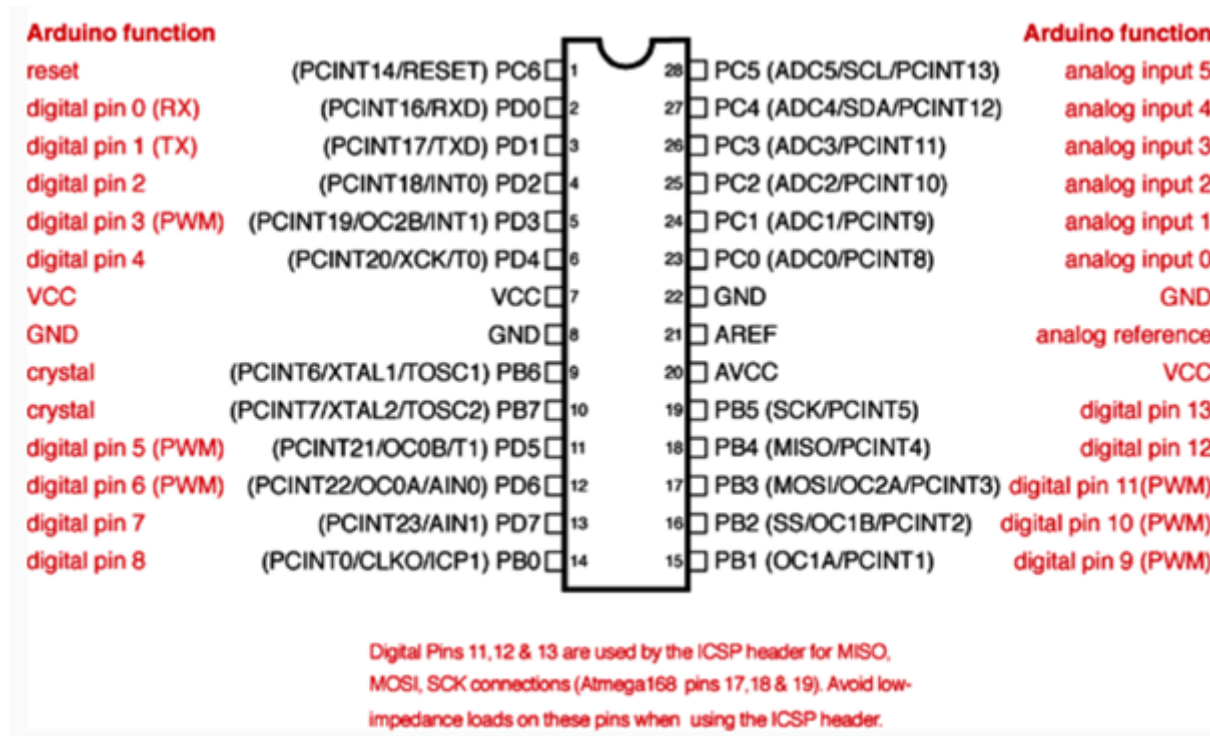 Arduino function Arduino function
reset (PCINT14/RESET) PC6 1 28 PC5 (ADC5/SCL/PCINT13) analog input 5
digital pin 0 (RX) (PCINT16/RXD) PD0 2 27 PC4 (ADC4/SDA/PCINT12) analog input 4
digital pin 1 (TX) (PCINT17/TXD) PD1 3 26 PC3 (ADC3/PCINT11) analog input 3
digital pin 2 (PCINT18/INT0) PD2 4 25 PC2 (ADC2/PCINT10) analog input 2
digital pin 3 (PWM) (PCINT19/OC2B/INT1) PD3 5 24 PC1 (ADC1/PCINT9) analog input 1
digital pin 4 (PCINT20/XCK/T0) PD4 6 23 PC0 (ADC0/PCINT8) analog input 0
VCC VCC 7 22 GND GND
GND GND 8 21 AREF analog reference
crystal (PCINT6/XTAL1/TOSC1) PB6 9 20 AVCC VCC
crystal (PCINT7/XTAL2/TOSC2) PB7 10 19 PB5 (SCK/PCINT5) digital pin 13
digital pin 5 (PWM) (PCINT21/OC0B/T1) PD5 11 18 PB4 (MISO/PCINT4) digital pin 12
digital pin 6 (PWM) (PCINT22/OC0A/AIN0) PD6 12 17 PB3 (MOSI/OC2A/PCINT3) digital pin 11(PWM)
digital pin 7 (PCINT23/AIN1) PD7 13 16 PB2 (SS/OC1B/PCINT2) digital pin 10 (PWM)
digital pin 8 (PCINT0/CLKO/ICP1) PB0 14 15 PB1 (OC1A/PCINT1) digital pin 9 (PWM)
Digital Pins 11,12 & 13 are used by the ICSP header for MISO,
MOSI, SCK connections (Atmega168 pins 17,18 & 19). Avoid low-
impedance loads on these pins when using the ICSP header.